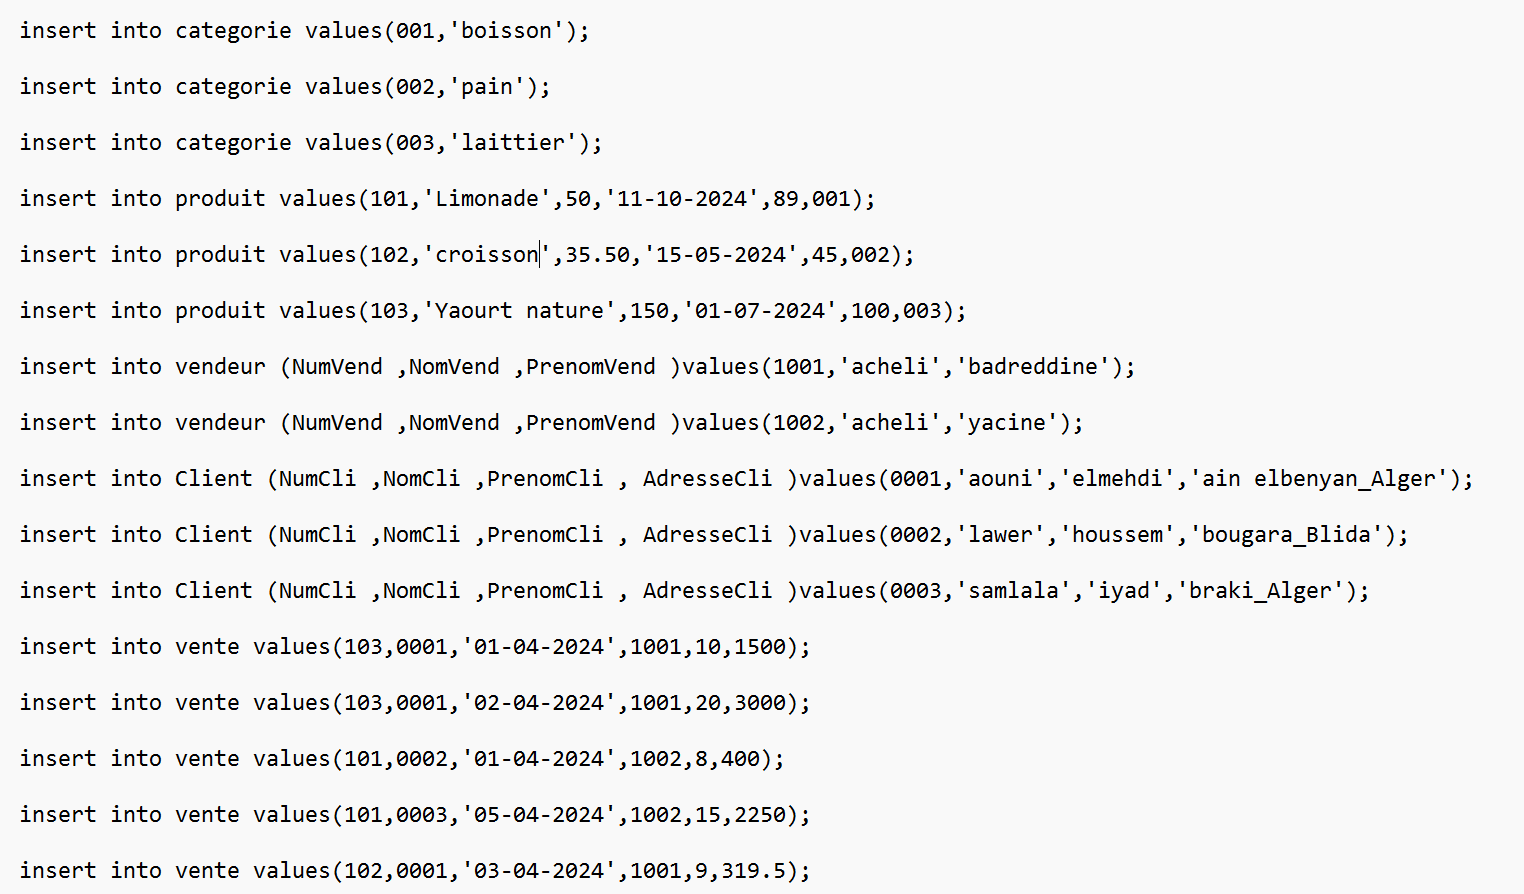 insert into categorie values(001,'boisson');
insert into categorie values(002,'pain');
insert into categorie values(003,'laittier');
insert into produit values(101,'Limonade',50,'11-10-2024',89,001);
insert into produit values(102,'croisson',35.50,'15-05-2024',45,002);
insert into produit values(103,'Yaourt nature',150,'01-07-2024',100,003);
insert into vendeur (NumVend ,NomVend ,PrenomVend )values(1001,'acheli','badreddine');
insert into vendeur (NumVend ,NomVend ,PrenomVend )values(1002,'acheli','yacine');
insert into Client (NumCli ,NomCli ,PrenomCli , AdresseCli )values(0001,'aouni','elmehdi','ain elbenyan_Alger');
insert into Client (NumCli ,NomCli ,PrenomCli , AdresseCli )values(0002,'lawer','houssem','bougara_Blida');
insert into Client (NumCli ,NomCli ,PrenomCli , AdresseCli )values(0003,'samlala','iyad','braki_Alger');
insert into vente values(103,0001,'01-04-2024',1001,10,1500);
insert into vente values(103,0001,'02-04-2024',1001,20,3000);
insert into vente values(101,0002,'01-04-2024',1002,8,400);
insert into vente values(101,0003,'05-04-2024',1002,15,2250);
insert into vente values(102,0001,'03-04-2024',1001,9,319.5);